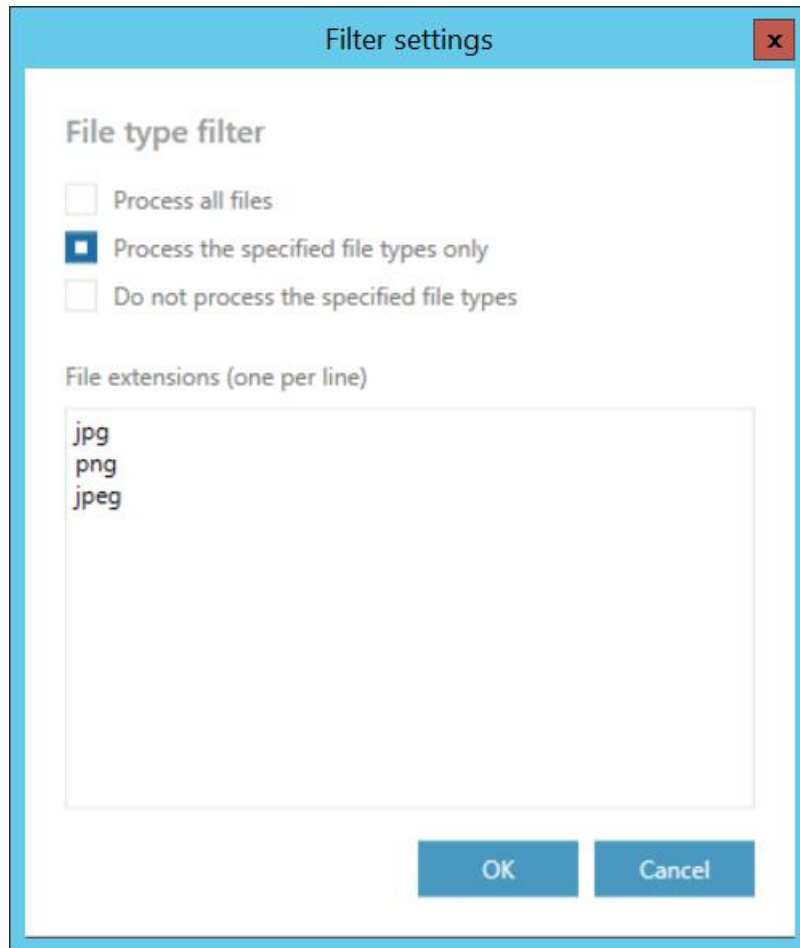 Filter settings
x
File type filter
Process all files
Process the specified file types only
Do not process the specified file types
File extensions (one per line)
jpg
png
jpeg
OK
Cancel